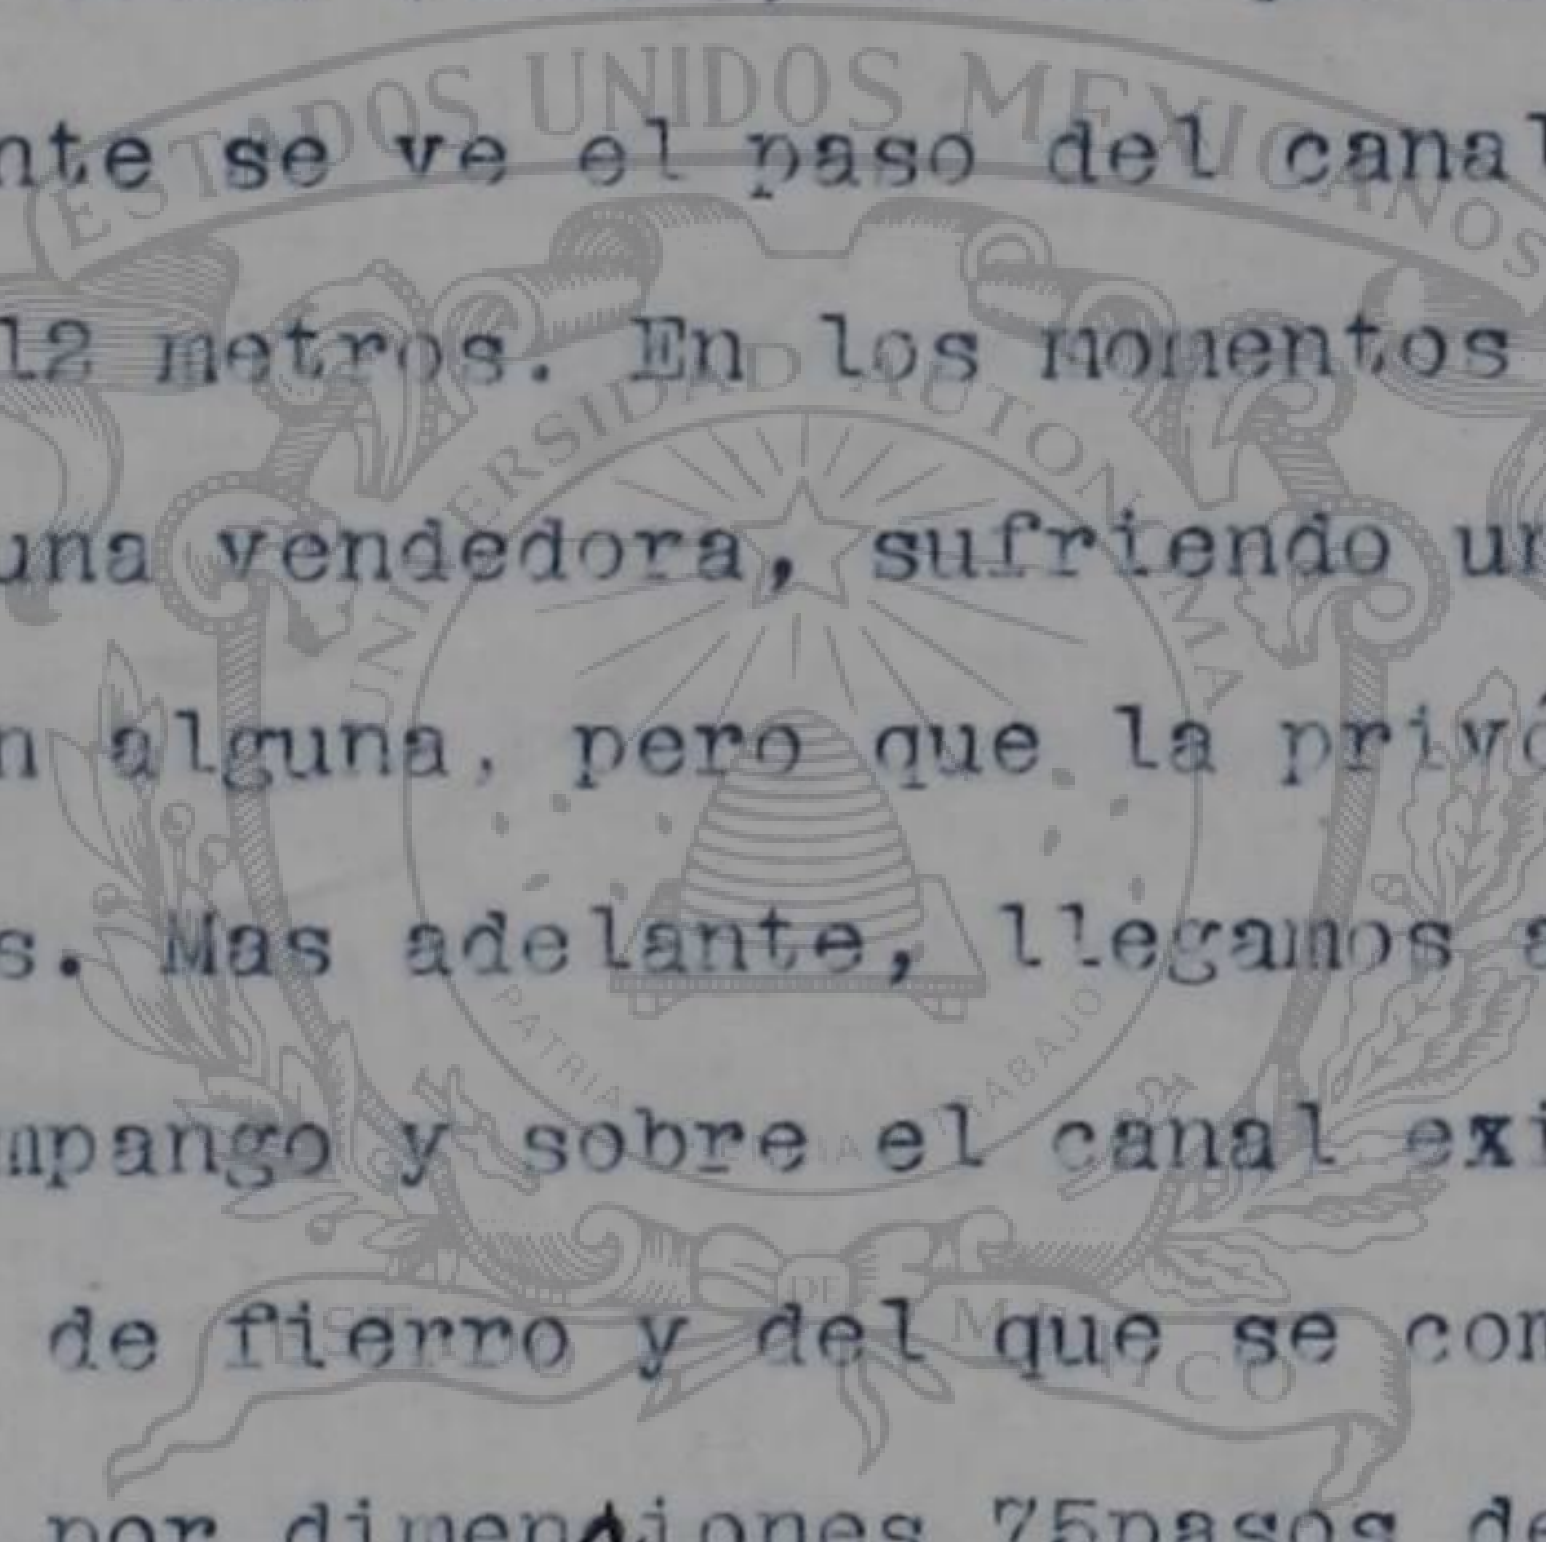 ESTADOS UNIDOS MEXICANOS
nte se ve el paso del canal
12 metros. En los momentos
UNIVERSIDAD AUTONOMA
una vendedora, sufriendo un
n alguna, pero que la privó
s. Mas adelante, llegamos a
PATRIA TRABAJO
mpango y sobre el canal exi
DE
de fierro y del que se con
por dimensiones 75pasos de